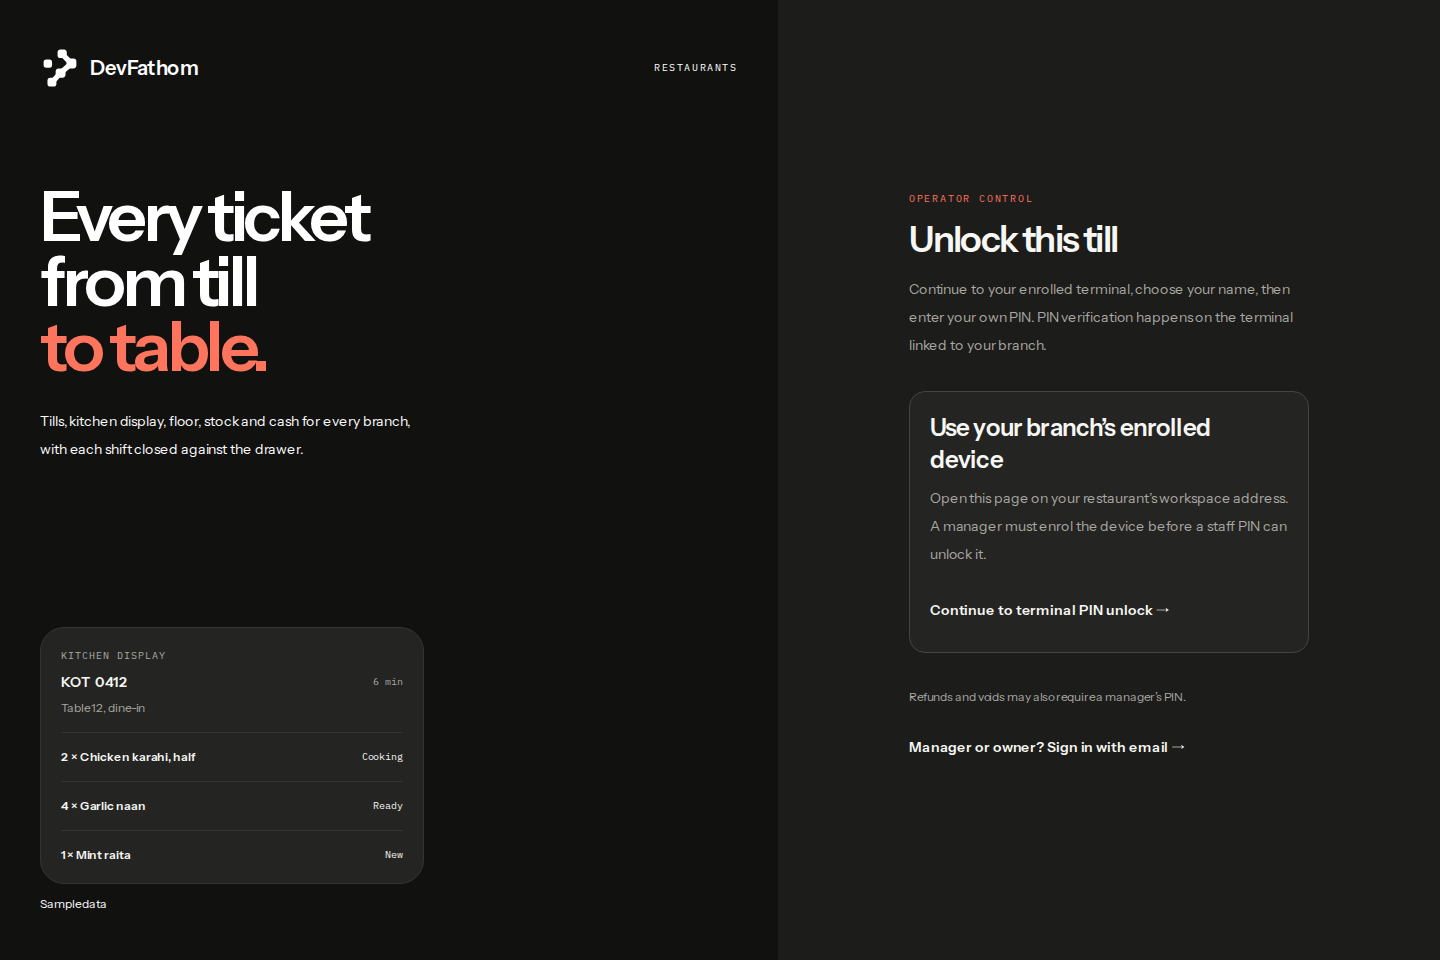 DevFathom
RESTAURANTS
Every ticket
from till
to table.
Tills, kitchen display, floor, stock and cash for every branch,
with each shift closed against the drawer.
KITCHEN DISPLAY
KOT 0412
6 min
Table 12, dine-in
2 × Chicken karahi, half
Cooking
4 × Garlic naan
Ready
1 × Mint raita
New
Sample data
OPERATOR CONTROL
Unlock this till
Continue to your enrolled terminal, choose your name, then
enter your own PIN. PIN verification happens on the terminal
linked to your branch.
Use your branch’s enrolled
device
Open this page on your restaurant’s workspace address.
A manager must enrol the device before a staff PIN can
unlock it.
Continue to terminal PIN unlock →
Refunds and voids may also require a manager’s PIN.
Manager or owner? Sign in with email →